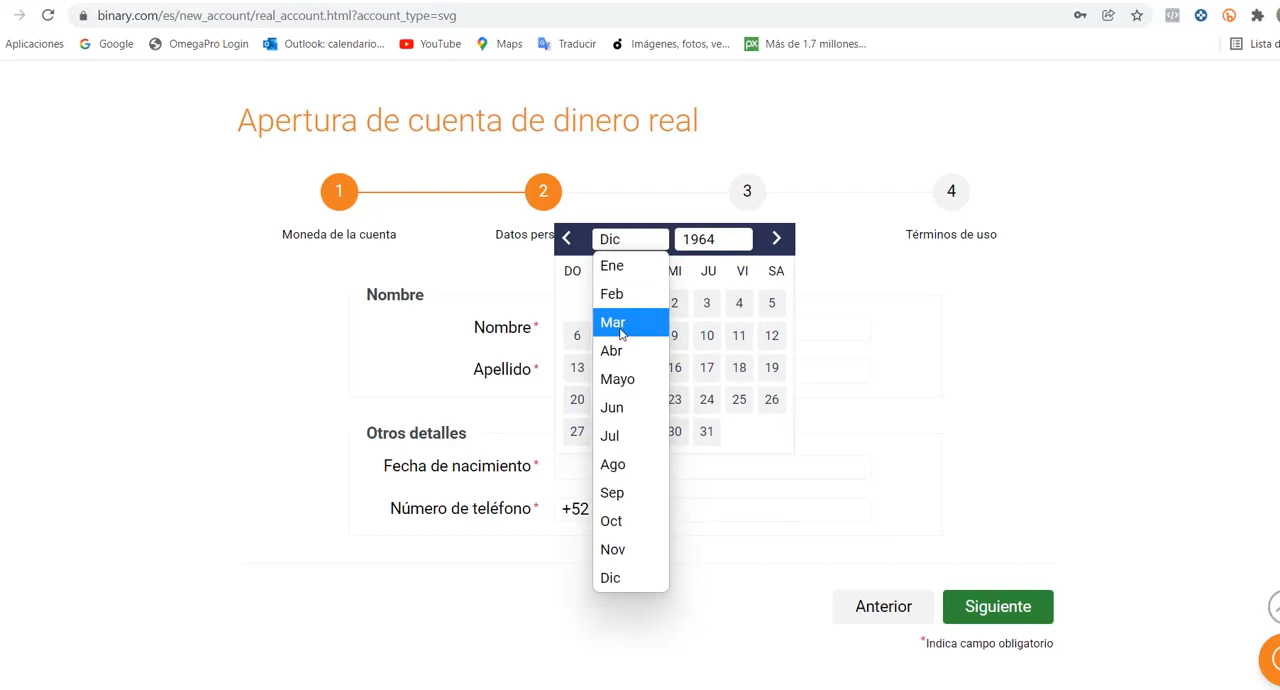 binary.com/es/new_account/real_account.html?account_type=svg
Aplicaciones Google OmegaPro Login Outlook: calendario... YouTube Maps Traducir Imágenes, fotos, ve... px Más de 1.7 millones... Lista d
Apertura de cuenta de dinero real
1 2 3 4
Moneda de la cuenta Datos pers Términos de uso
Dic 1964
DO MI JU VI SA
2 3 4 5
6 9 10 11 12
13 16 17 18 19
20 23 24 25 26
27 30 31
Ene
Feb
Mar
Abr
Mayo
Jun
Jul
Ago
Sep
Oct
Nov
Dic
Nombre
Nombre*
Apellido*
Otros detalles
Fecha de nacimiento*
Número de teléfono* +52
Anterior Siguiente
*Indica campo obligatorio